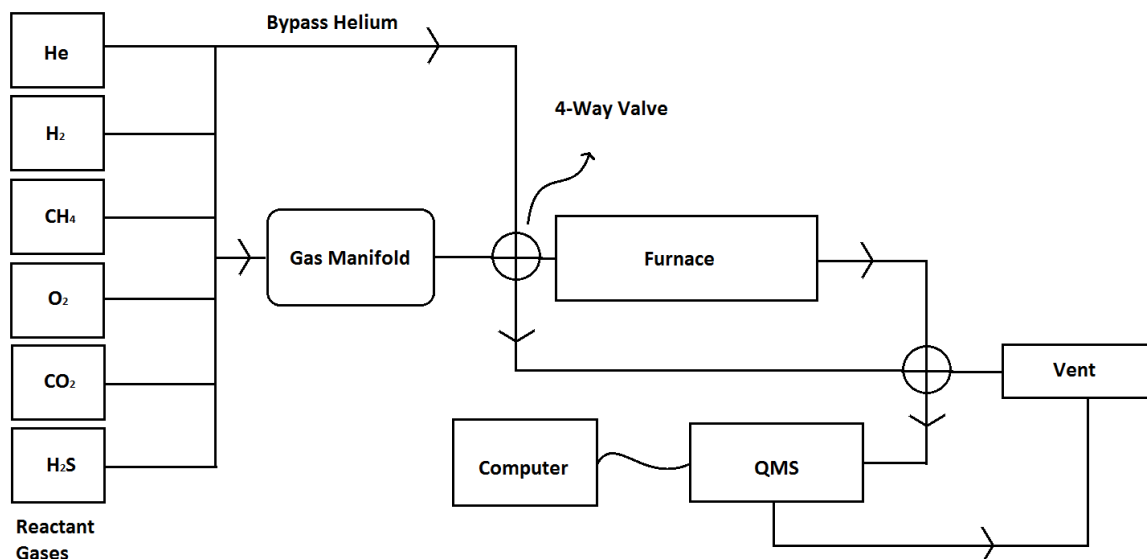 Bypass Helium
He
4-Way Valve
H₂
CH₄
Gas Manifold
Furnace
O₂
CO₂
Vent
H₂S
Computer
QMS
Reactant
Gases